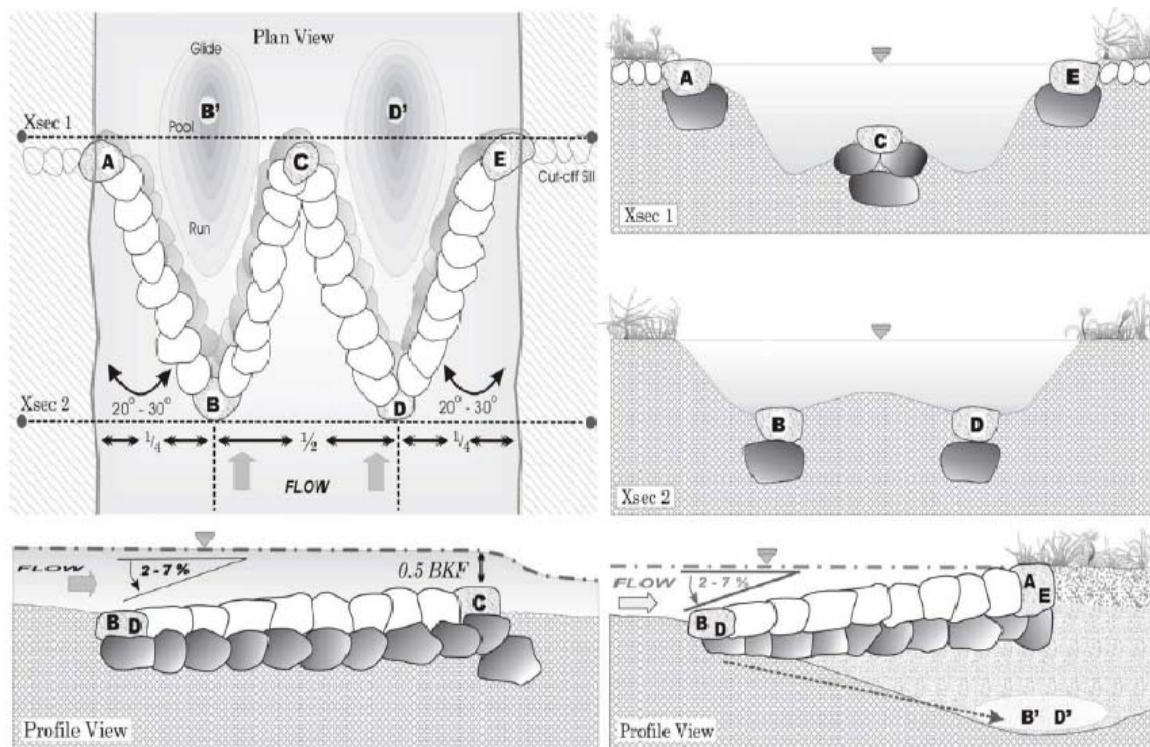 Plan View
Glide
B'
D'
Xsec 1
Pool
A
C
E
Cut-off Sill
Run
20° - 30°
20° - 30°
Xsec 2
B
D
1/4
1/2
1/4
FLOW
A
E
C
Xsec 1
B
D
Xsec 2
FLOW
2 - 7 %
0.5 BKF
C
B
D
Profile View
FLOW
2 - 7 %
A
E
B
D
B' D'
Profile View